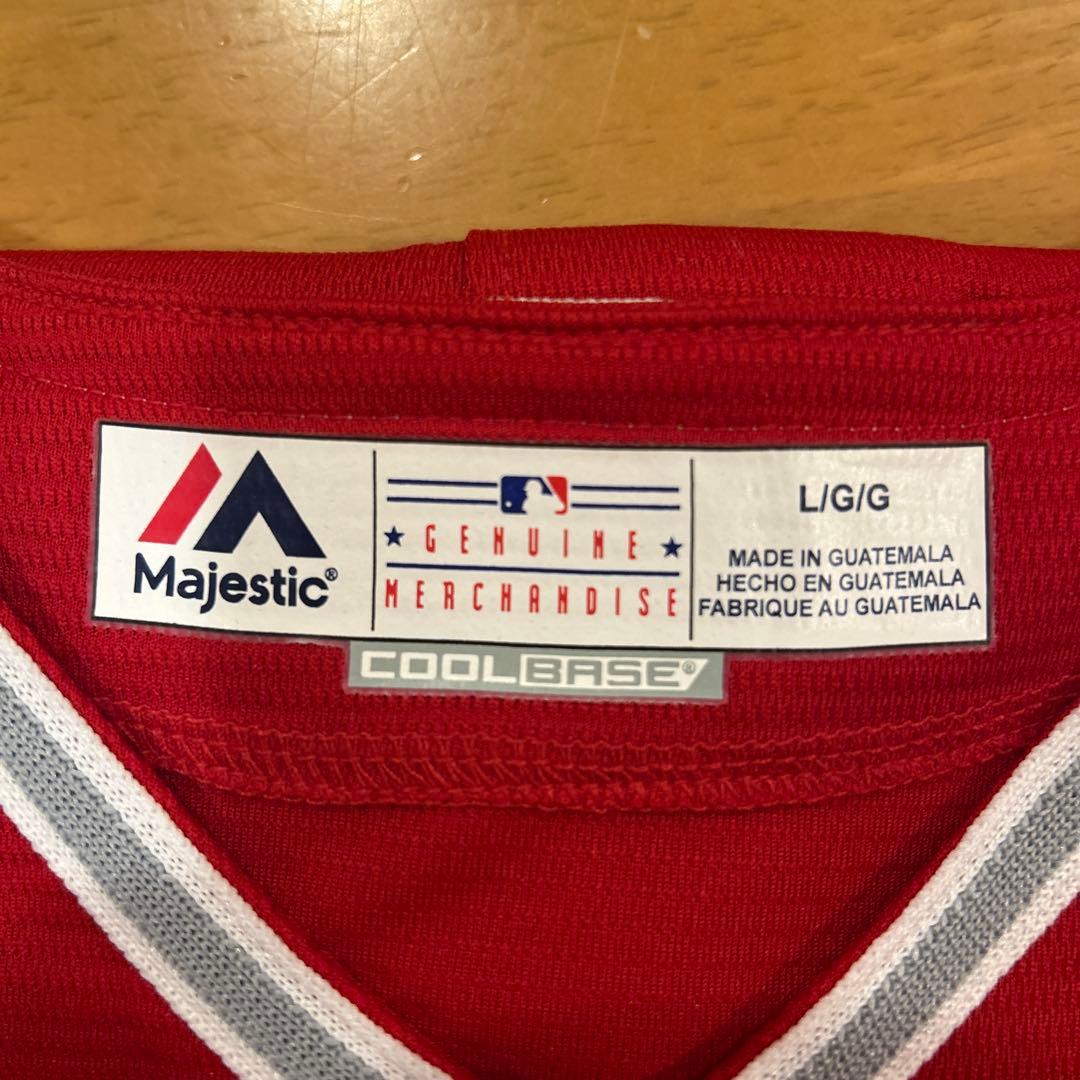 Majestic®
GENUINE
MERCHANDISE
L/G/G
MADE IN GUATEMALA
HECHO EN GUATEMALA
FABRIQUE AU GUATEMALA
COOLBASE®